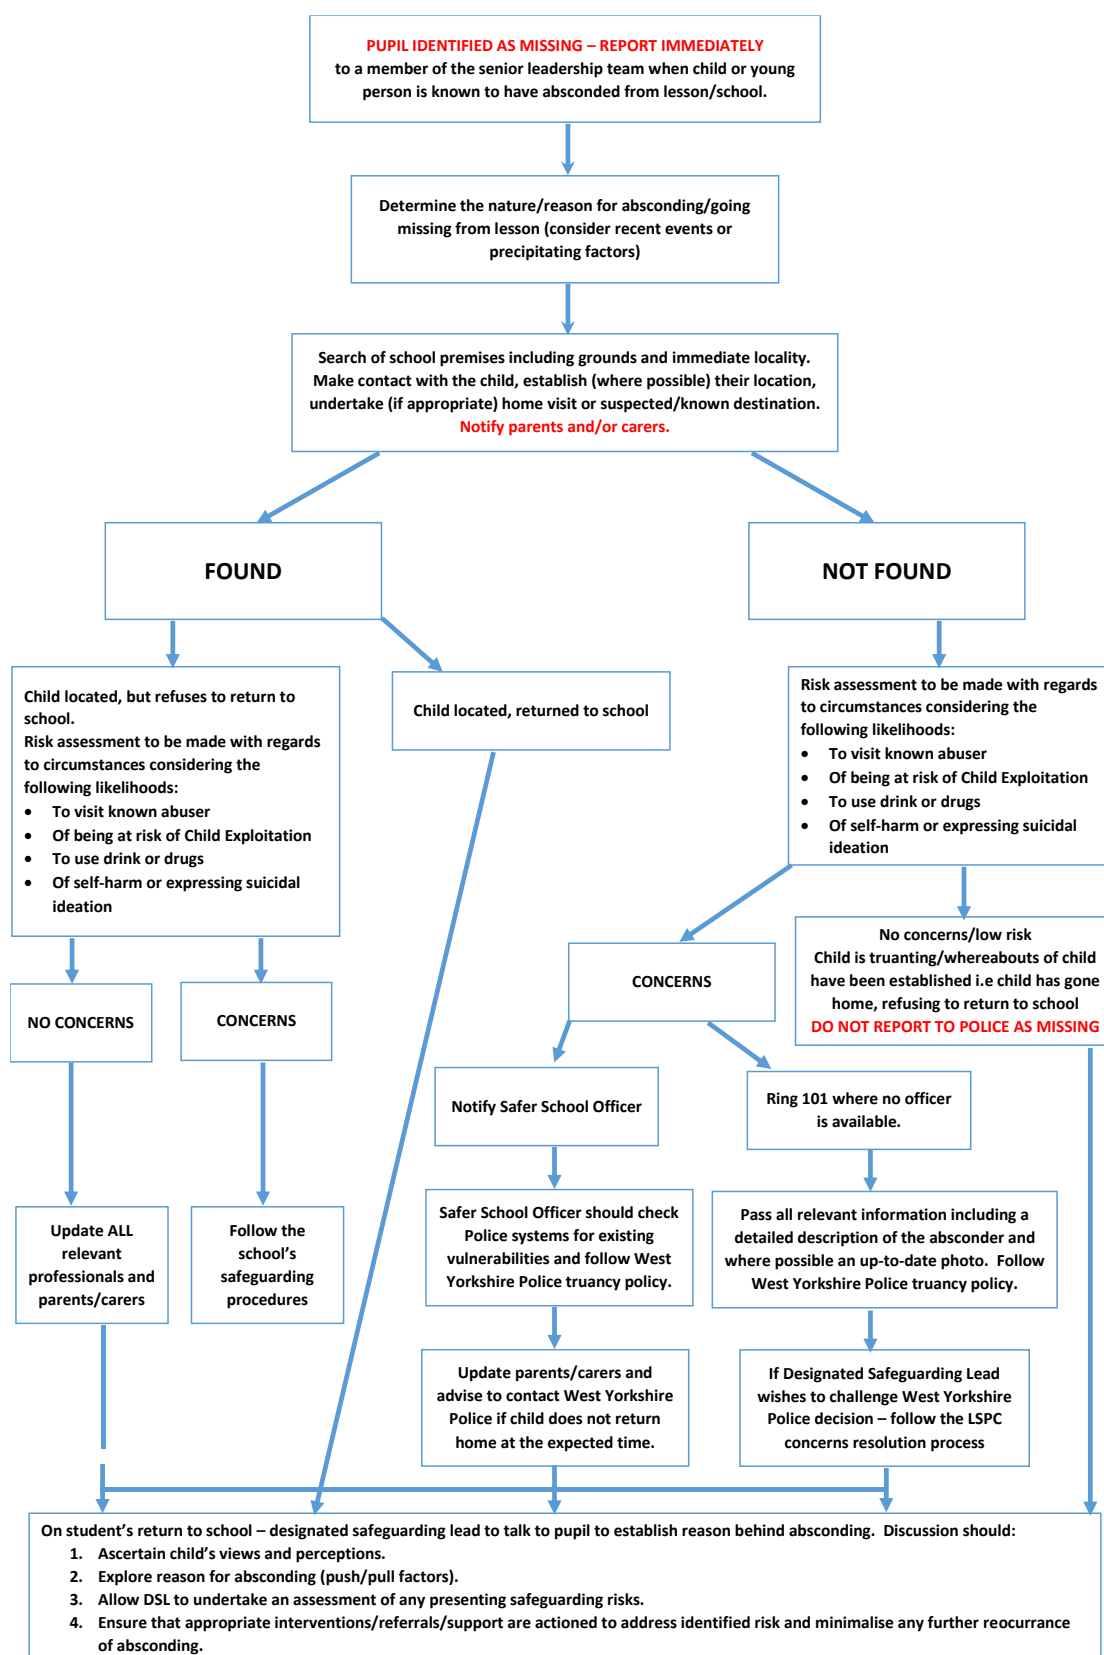 PUPIL IDENTIFIED AS MISSING – REPORT IMMEDIATELY
to a member of the senior leadership team when child or young
person is known to have absconded from lesson/school.
Determine the nature/reason for absconding/going
missing from lesson (consider recent events or
precipitating factors)
Search of school premises including grounds and immediate locality.
Make contact with the child, establish (where possible) their location,
undertake (if appropriate) home visit or suspected/known destination.
Notify parents and/or carers.
FOUND
NOT FOUND
Child located, but refuses to return to
school.
Risk assessment to be made with regards
to circumstances considering the
following likelihoods:
• To visit known abuser
• Of being at risk of Child Exploitation
• To use drink or drugs
• Of self-harm or expressing suicidal
ideation
Child located, returned to school
Risk assessment to be made with regards
to circumstances considering the
following likelihoods:
• To visit known abuser
• Of being at risk of Child Exploitation
• To use drink or drugs
• Of self-harm or expressing suicidal
ideation
NO CONCERNS
CONCERNS
CONCERNS
No concerns/low risk
Child is truanting/whereabouts of child
have been established i.e child has gone
home, refusing to return to school
DO NOT REPORT TO POLICE AS MISSING
Notify Safer School Officer
Ring 101 where no officer
is available.
Update ALL
relevant
professionals and
parents/carers
Follow the
school's
safeguarding
procedures
Safer School Officer should check
Police systems for existing
vulnerabilities and follow West
Yorkshire Police truancy policy.
Pass all relevant information including a
detailed description of the absconder and
where possible an up-to-date photo. Follow
West Yorkshire Police truancy policy.
Update parents/carers and
advise to contact West Yorkshire
Police if child does not return
home at the expected time.
If Designated Safeguarding Lead
wishes to challenge West Yorkshire
Police decision – follow the LSPC
concerns resolution process
On student's return to school – designated safeguarding lead to talk to pupil to establish reason behind absconding. Discussion should:
1. Ascertain child's views and perceptions.
2. Explore reason for absconding (push/pull factors).
3. Allow DSL to undertake an assessment of any presenting safeguarding risks.
4. Ensure that appropriate interventions/referrals/support are actioned to address identified risk and minimalise any further reocurrance
of absconding.